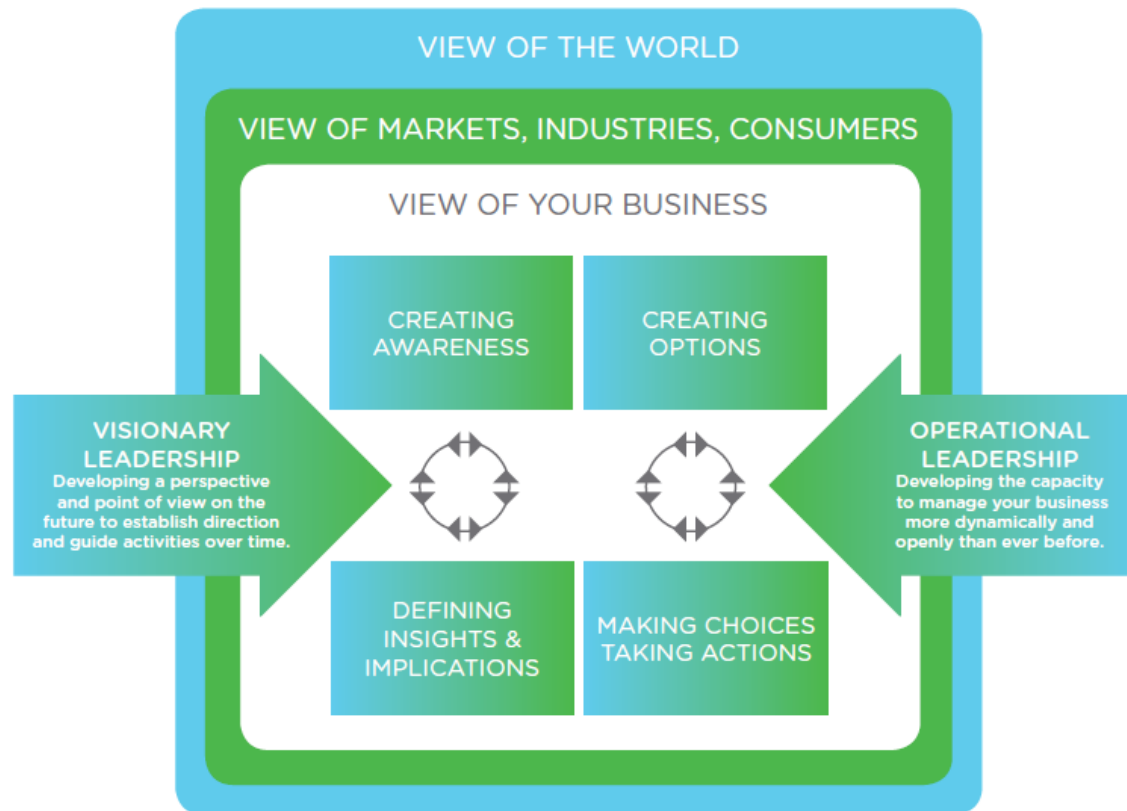 VIEW OF THE WORLD
VIEW OF MARKETS, INDUSTRIES, CONSUMERS
VIEW OF YOUR BUSINESS
CREATING
AWARENESS
CREATING
OPTIONS
VISIONARY
LEADERSHIP
Developing a perspective
and point of view on the
future to establish direction
and guide activities over time.
OPERATIONAL
LEADERSHIP
Developing the capacity
to manage your business
more dynamically and
openly than ever before.
DEFINING
INSIGHTS &
IMPLICATIONS
MAKING CHOICES
TAKING ACTIONS